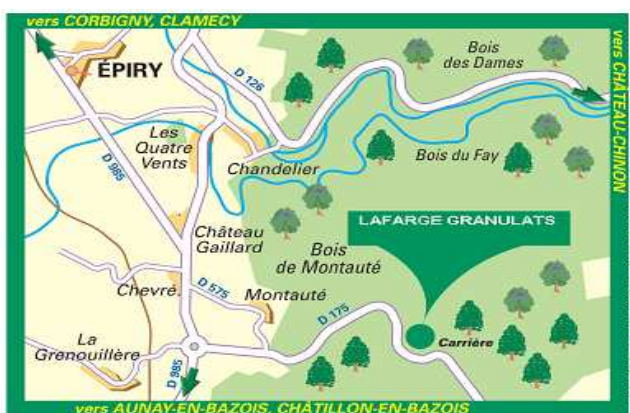 vers CORBIGNY, CLAMECY
ÉPIRY
D 126
Bois
des Dames
vers CHÂTEAU-CHINON
Les
Quatre
Vents
Chandelier
Bois du Fay
D 985
LAFARGE GRANULATS
Château
Gaillard
Bois
de Montauté
Chevré
D 575
Montauté
D 175
La
Grenouillère
Carrière
D 985
vers AUNAY-EN-BAZOIS, CHÂTILLON-EN-BAZOIS